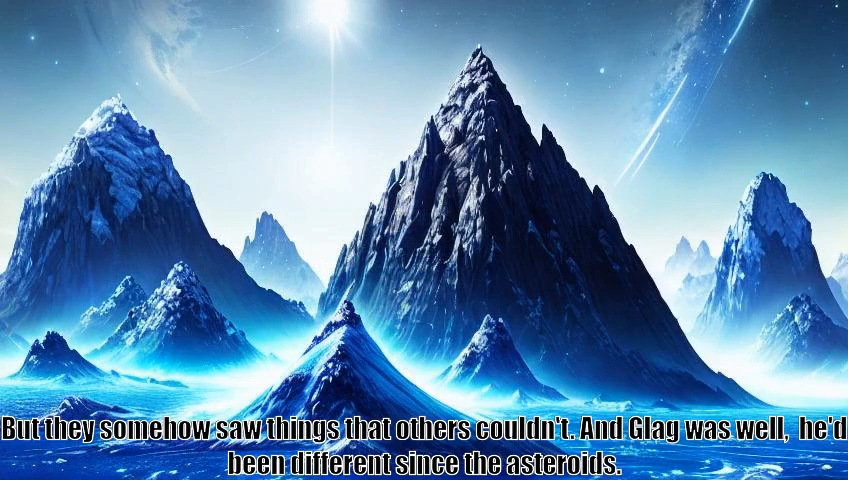 But they somehow saw things that others couldn't. And Glag was well,  he'd
been different since the asteroids.